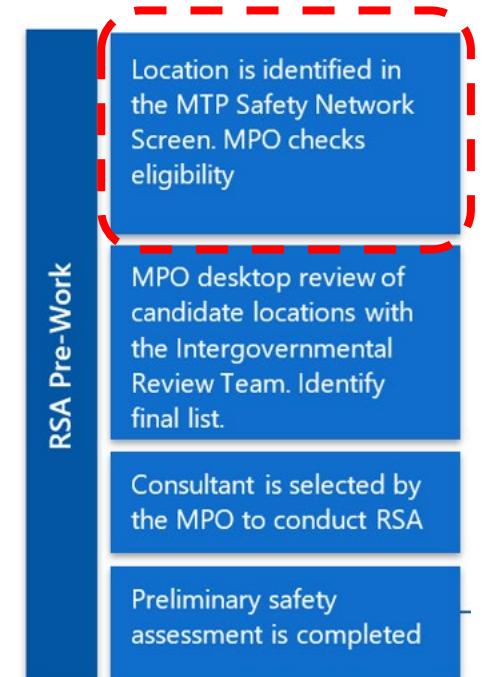 RSA Pre-Work
Location is identified in
the MTP Safety Network
Screen. MPO checks
eligibility
MPO desktop review of
candidate locations with
the Intergovernmental
Review Team. Identify
final list.
Consultant is selected by
the MPO to conduct RSA
Preliminary safety
assessment is completed